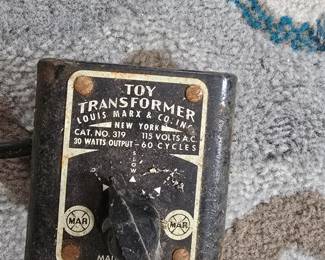 TOY
TRANSFORMER
LOUIS MARX & CO. INC.
NEW YORK
CAT. NO. 319 115 VOLTS A.C.
30 WATTS OUTPUT - 60 CYCLES
SLOW
MAR MAR